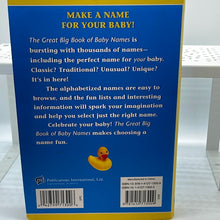 MAKE A NAME
FOR YOUR BABY!
The Great Big Book of Baby Names is
bursting with thousands of names—
including the perfect name for your baby.
Classic? Traditional? Unusual? Unique?
It's in here!
The alphabetized names are easy to
browse, and the fun lists and interesting
information will spark your imagination
and help you select just the right name.
Celebrate your baby! The Great Big
Book of Baby Names makes choosing a
name fun.
Publications International, Ltd.